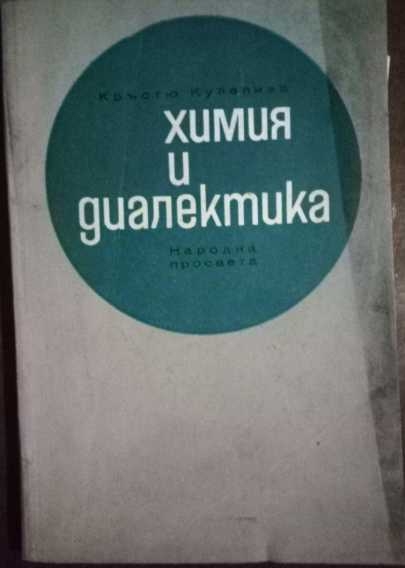 Кръстю Кулелиев
химия
и
диалектика
Народна
просвета